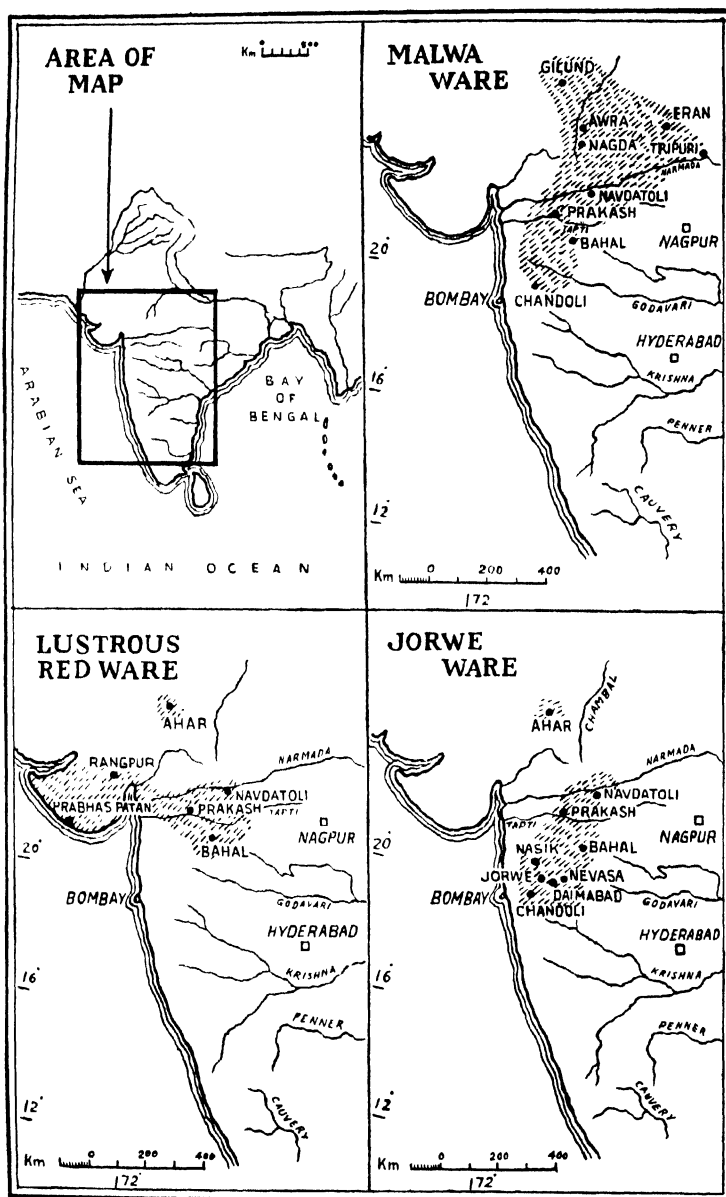 AREA OF
MAP
Km 0 500
ARABIAN SEA
BAY
OF
BENGAL
INDIAN OCEAN
MALWA
WARE
GILUND
AWRA
ERAN
NAGDA
TRIPURI
NARMADA
NAVDATOLI
PRAKASH
TAPTI
BAHAL
NAGPUR
20°
BOMBAY
CHANDOLI
GODAVARI
HYDERABAD
KRISHNA
16°
PENNER
CAUVERY
12°
Km 0 200 400
72°
LUSTROUS
RED WARE
AHAR
RANGPUR
NARMADA
NAVDATOLI
PRABHAS PATAN
PRAKASH
TAPTI
NAGPUR
BAHAL
20°
BOMBAY
GODAVARI
HYDERABAD
KRISHNA
16°
PENNER
CAUVERY
12°
Km 0 200 400
72°
JORWE
WARE
CHAMBAL
AHAR
NARMADA
NAVDATOLI
PRAKASH
TAPTI
NAGPUR
NASIK
BAHAL
20°
JORWE
NEVASA
DAIMABAD
BOMBAY
CHANDOLI
GODAVARI
HYDERABAD
KRISHNA
16°
PENNER
CAUVERY
12°
Km 0 200 400
72°